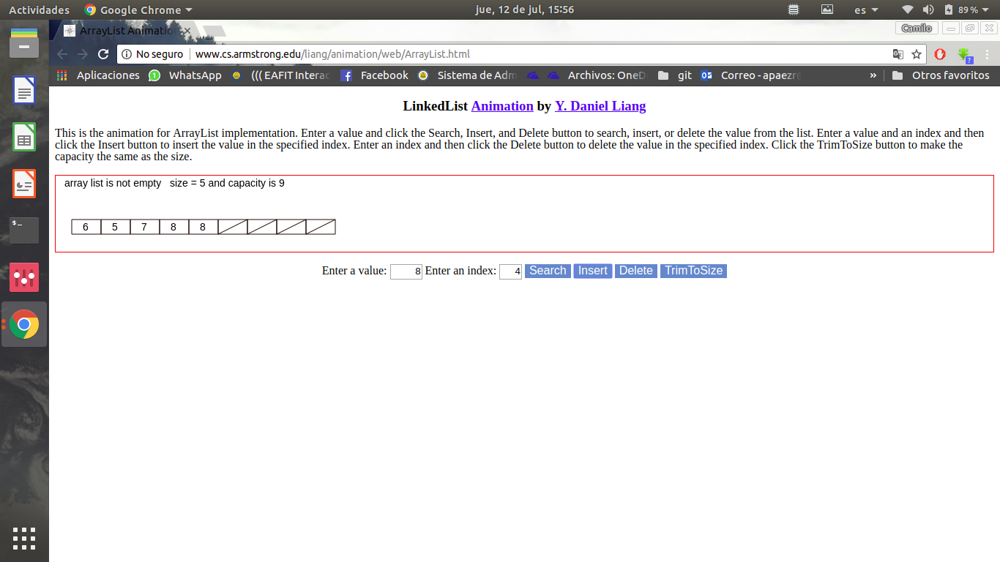 Actividades Google Chrome jue, 12 de jul, 15:56 es 89 %
ArrayList Animatio Camilo
No seguro www.cs.armstrong.edu/liang/animation/web/ArrayList.html
Aplicaciones WhatsApp ((( EAFIT Interac Facebook Sistema de Adm Archivos: OneD git Correo - apaezr » Otros favoritos
LinkedList Animation by Y. Daniel Liang
This is the animation for ArrayList implementation. Enter a value and click the Search, Insert, and Delete button to search, insert, or delete the value from the list. Enter a value and an index and then
click the Insert button to insert the value in the specified index. Enter an index and then click the Delete button to delete the value in the specified index. Click the TrimToSize button to make the
capacity the same as the size.
array list is not empty size = 5 and capacity is 9
6 5 7 8 8
Enter a value: 8 Enter an index: 4 Search Insert Delete TrimToSize